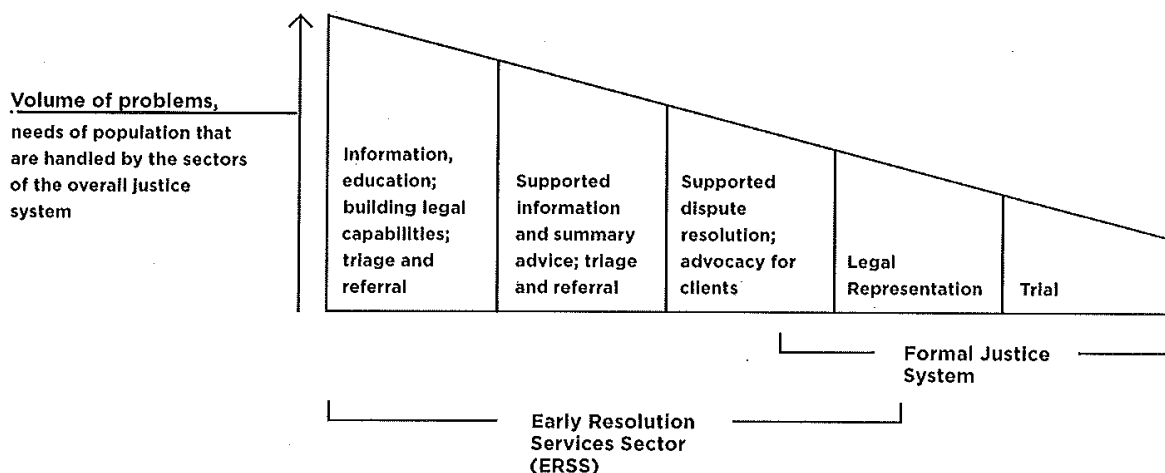 Volume of problems,
needs of population that
are handled by the sectors
of the overall justice
system
Information,
education;
building legal
capabilities;
triage and
referral
Supported
information
and summary
advice; triage
and referral
Supported
dispute
resolution;
advocacy for
clients
Legal
Representation
Trial
Formal Justice
System
Early Resolution
Services Sector
(ERSS)